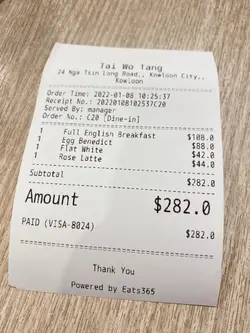 Tai Wo Tang
24 Nga Tsin Long Road,, Kowloon City,,
Kowloon
Order Time: 2022-01-08 10:25:37
Receipt No.: 20220108102537C20
Served By: manager
Order No.: C20 [Dine-in]
1 Full English Breakfast $108.0
1 Egg Benedict $88.0
1 Flat White $42.0
1 Rose Latte $44.0
Subtotal $282.0
Amount $282.0
PAID (VISA-8024) $282.0
Thank You
Powered by Eats365